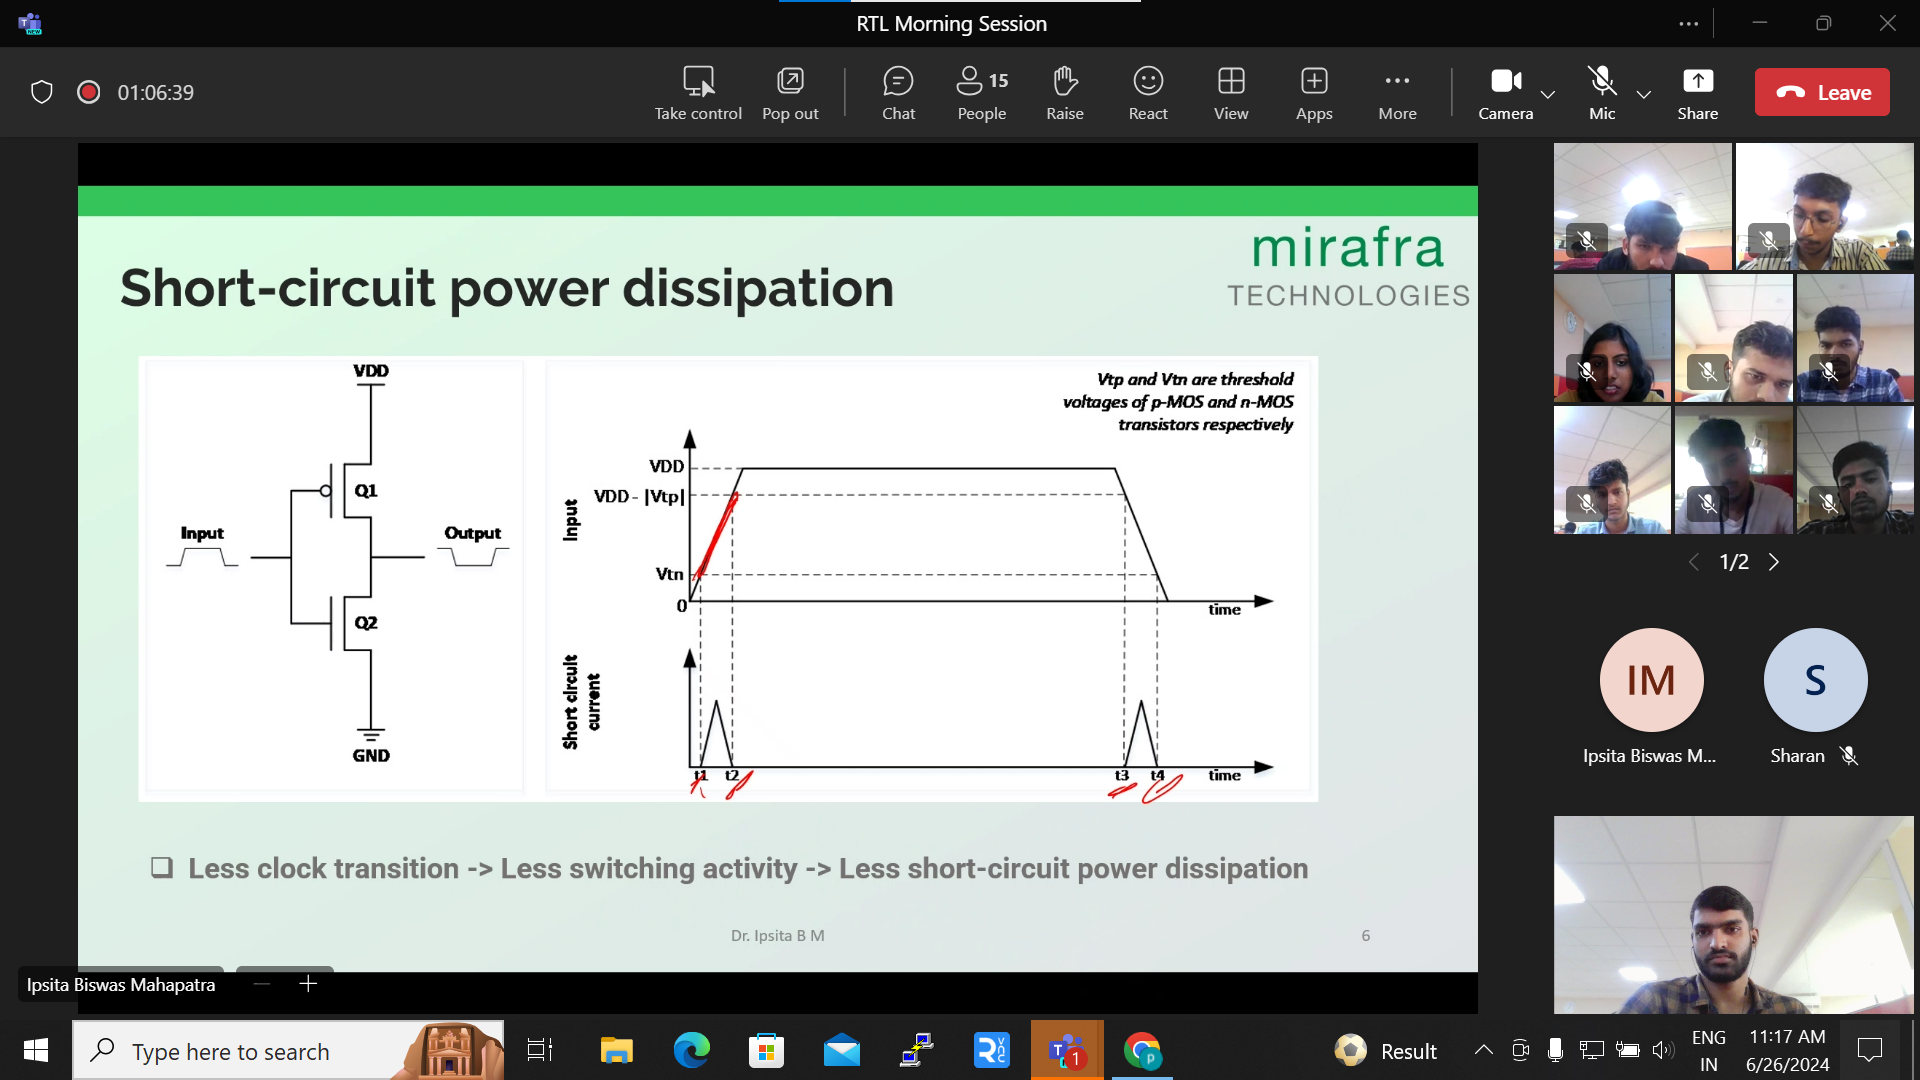 RTL Morning Session
01:06:39
Take control
Pop out
Chat
15
People
Raise
React
View
Apps
More
Camera
Mic
Share
Leave
mirafra
TECHNOLOGIES
Short-circuit power dissipation
VDD
Q1
Input
Output
Q2
GND
Vtp and Vtn are threshold
voltages of p-MOS and n-MOS
transistors respectively
VDD
VDD - |Vtp|
Input
Vtn
0
time
Short circuit
current
t1 t2 t3 t4 time
❑ Less clock transition -> Less switching activity -> Less short-circuit power dissipation
Dr. Ipsita B M
6
Ipsita Biswas Mahapatra
1/2
IM
S
Ipsita Biswas M...
Sharan
Type here to search
NEW
T
VNC
T 1
p
Result
ENG
IN
11:17 AM
6/26/2024